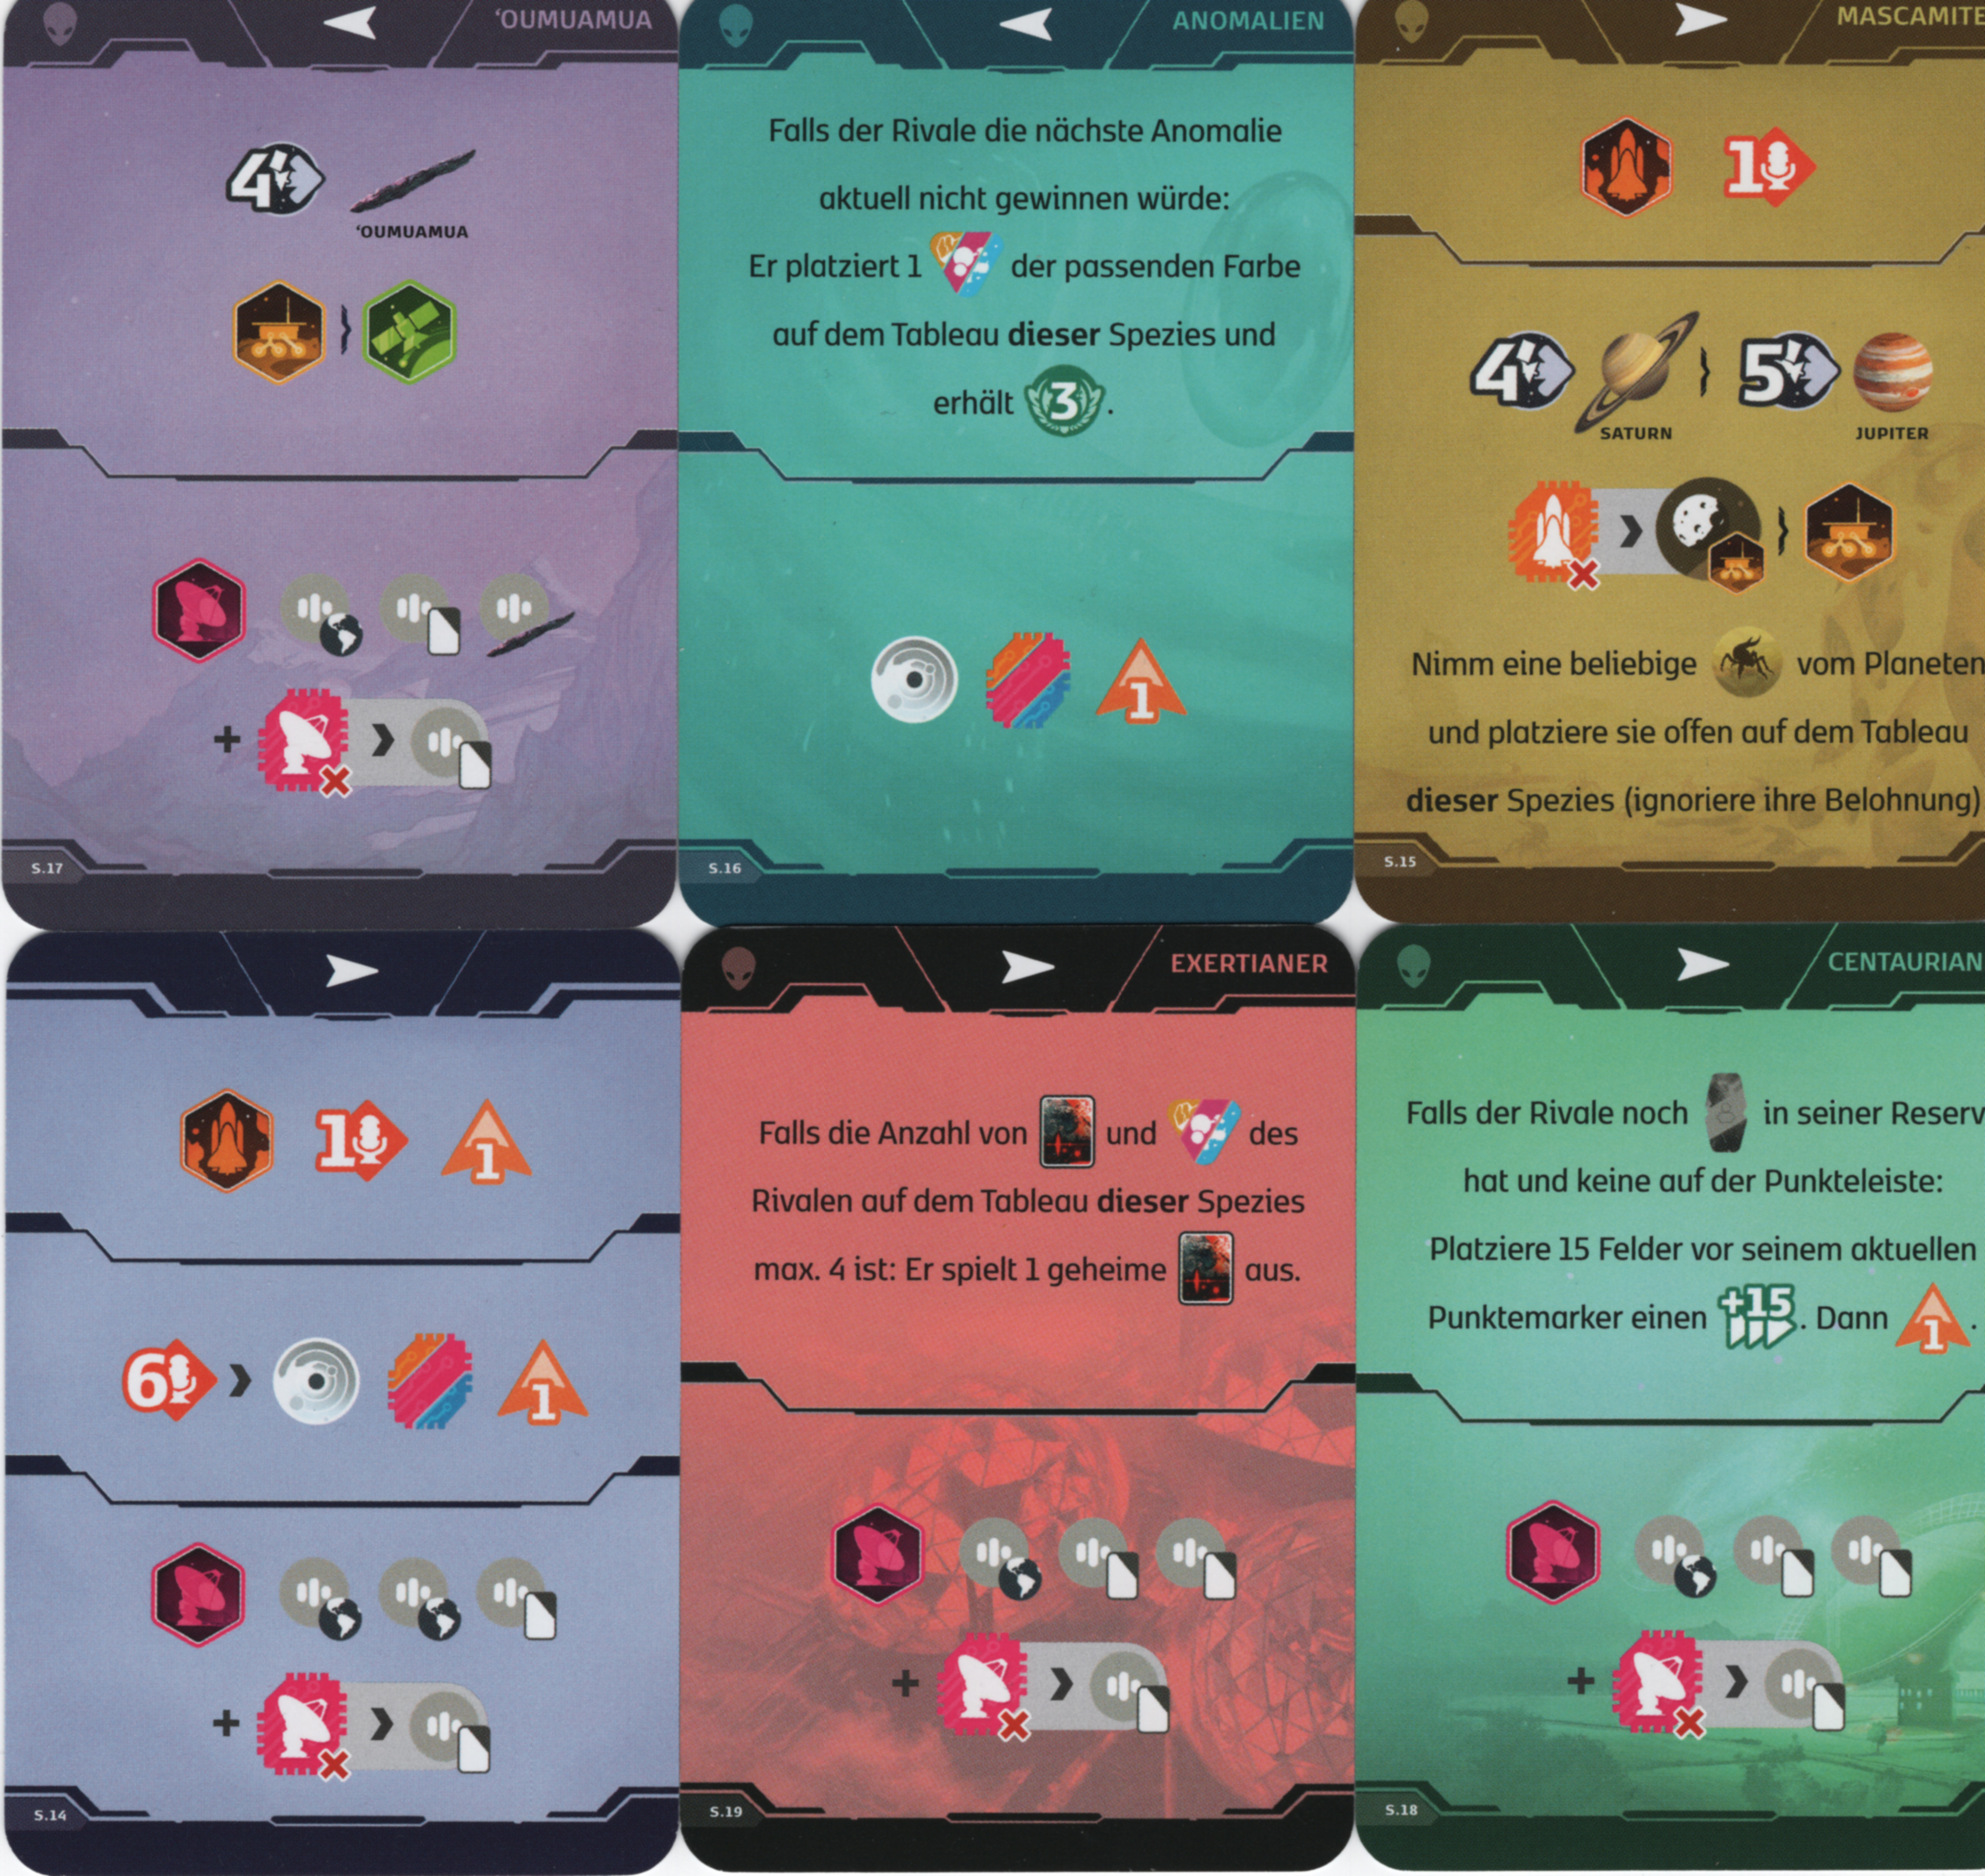 'OUMUAMUA
4
'OUMUAMUA
+
S.17
ANOMALIEN
Falls der Rivale die nächste Anomalie
aktuell nicht gewinnen würde:
Er platziert 1 der passenden Farbe
auf dem Tableau dieser Spezies und
erhält 3.
1
S.16
MASCAMITE
1
4 5
SATURN JUPITER
Nimm eine beliebige vom Planeten
und platziere sie offen auf dem Tableau
dieser Spezies (ignoriere ihre Belohnung)
S.15
1 1
6 1
+
S.14
EXERTIANER
Falls die Anzahl von und des
Rivalen auf dem Tableau dieser Spezies
max. 4 ist: Er spielt 1 geheime aus.
+
S.19
CENTAURIAN
Falls der Rivale noch in seiner Reserv
hat und keine auf der Punkteleiste:
Platziere 15 Felder vor seinem aktuellen
Punktemarker einen +15. Dann 1.
+
S.18